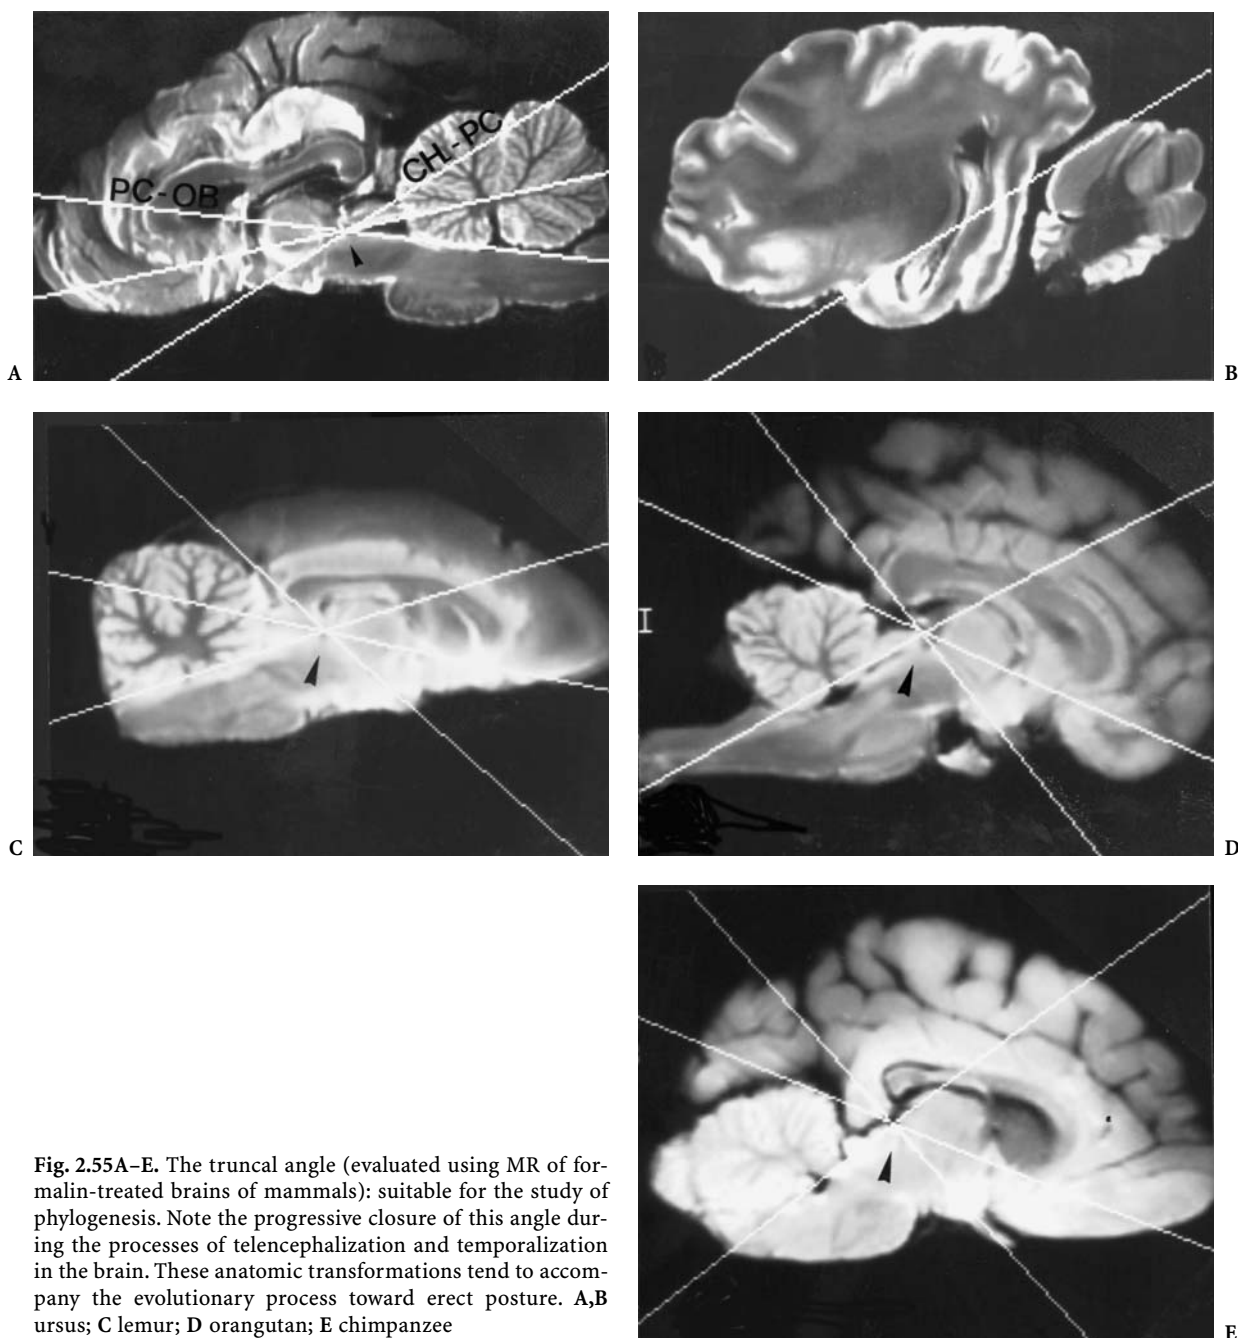 PC-OB
CHL-PC
A
B
I
C
D
E
Fig. 2.55A–E. The truncal angle (evaluated using MR of for-
malin-treated brains of mammals): suitable for the study of
phylogenesis. Note the progressive closure of this angle dur-
ing the processes of telencephalization and temporalization
in the brain. These anatomic transformations tend to accom-
pany the evolutionary process toward erect posture. A,B
ursus; C lemur; D orangutan; E chimpanzee